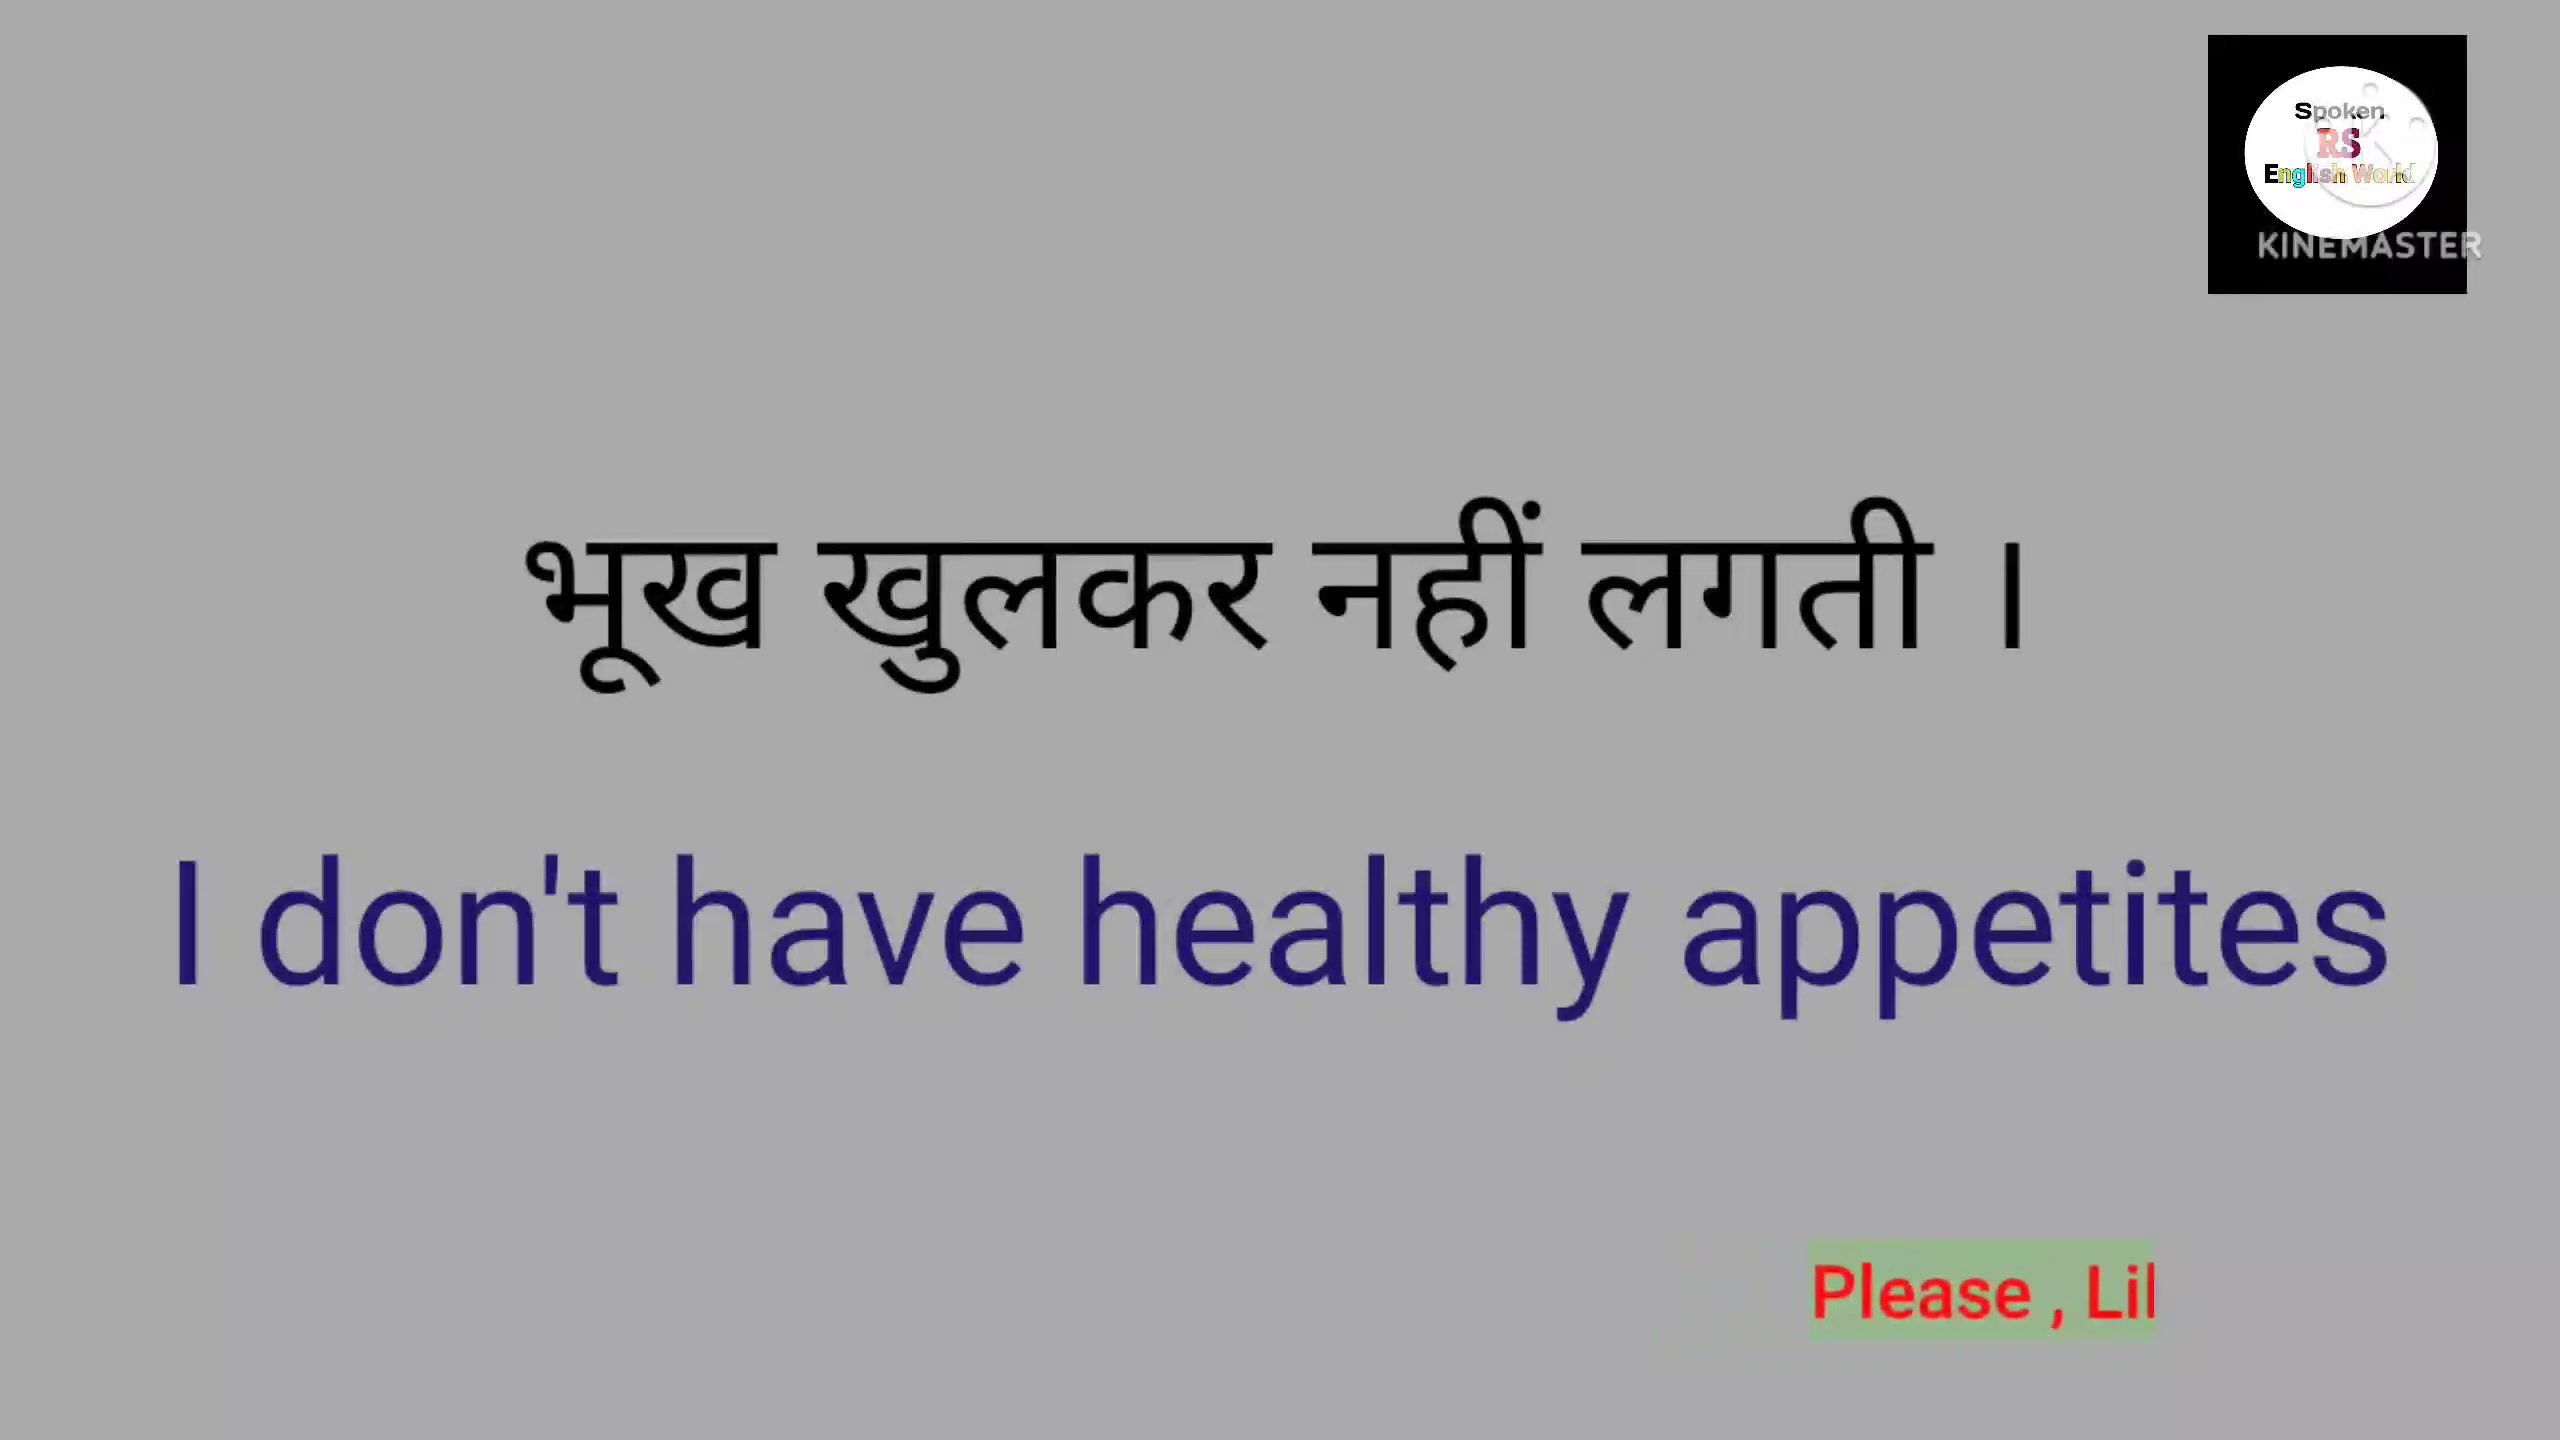 Spoken
RS
English World
KINEMASTER
भूख खुलकर नहीं लगती ।
I don't have healthy appetites
Please , Lil